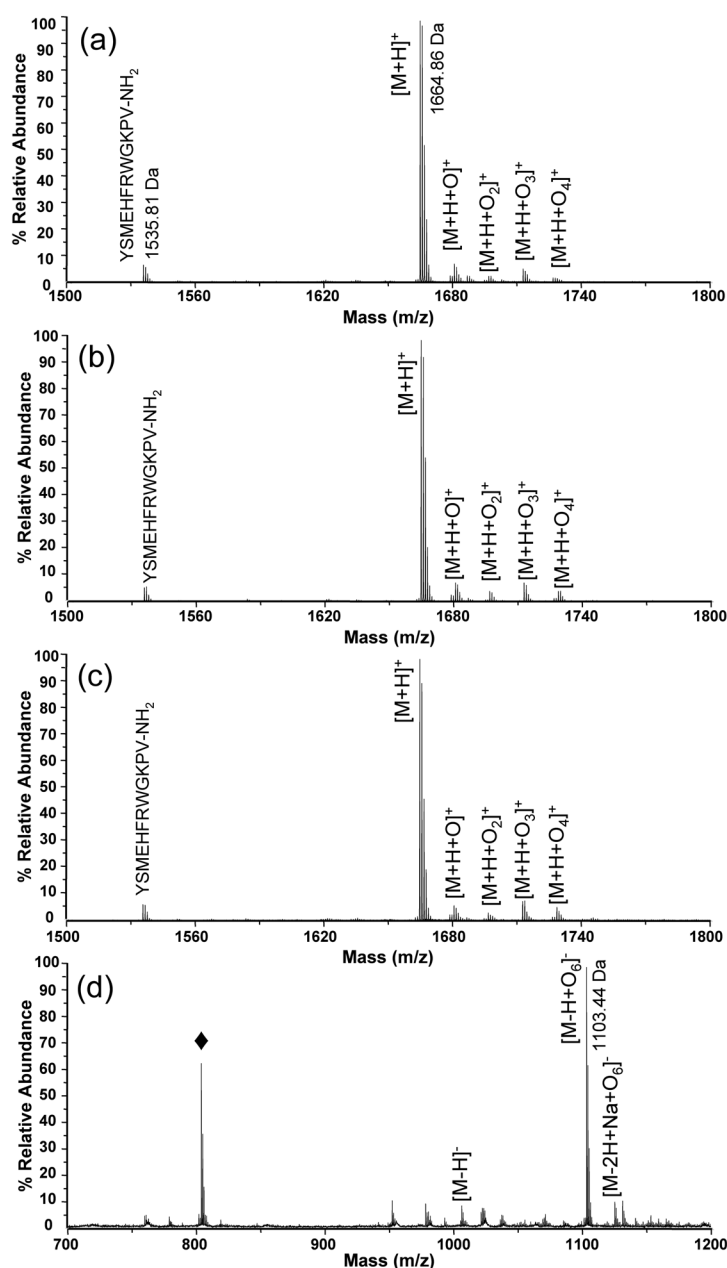 (a)
% Relative Abundance
100
90
80
70
60
50
40
30
20
10
0
YSMEHFRWGKPV-NH2
1535.81 Da
[M+H]+
1664.86 Da
[M+H+O]+
[M+H+O2]+
[M+H+O3]+
[M+H+O4]+
1500 1560 1620 1680 1740 1800
Mass (m/z)
(b)
% Relative Abundance
100
90
80
70
60
50
40
30
20
10
0
YSMEHFRWGKPV-NH2
[M+H]+
[M+H+O]+
[M+H+O2]+
[M+H+O3]+
[M+H+O4]+
1500 1560 1620 1680 1740 1800
Mass (m/z)
(c)
% Relative Abundance
100
90
80
70
60
50
40
30
20
10
0
YSMEHFRWGKPV-NH2
[M+H]+
[M+H+O]+
[M+H+O2]+
[M+H+O3]+
[M+H+O4]+
1500 1560 1620 1680 1740 1800
Mass (m/z)
(d)
% Relative Abundance
100
90
80
70
60
50
40
30
20
10
0
[M-H]-
[M-H+O6]-
1103.44 Da
[M-2H+Na+O6]-
700 800 900 1000 1100 1200
Mass (m/z)